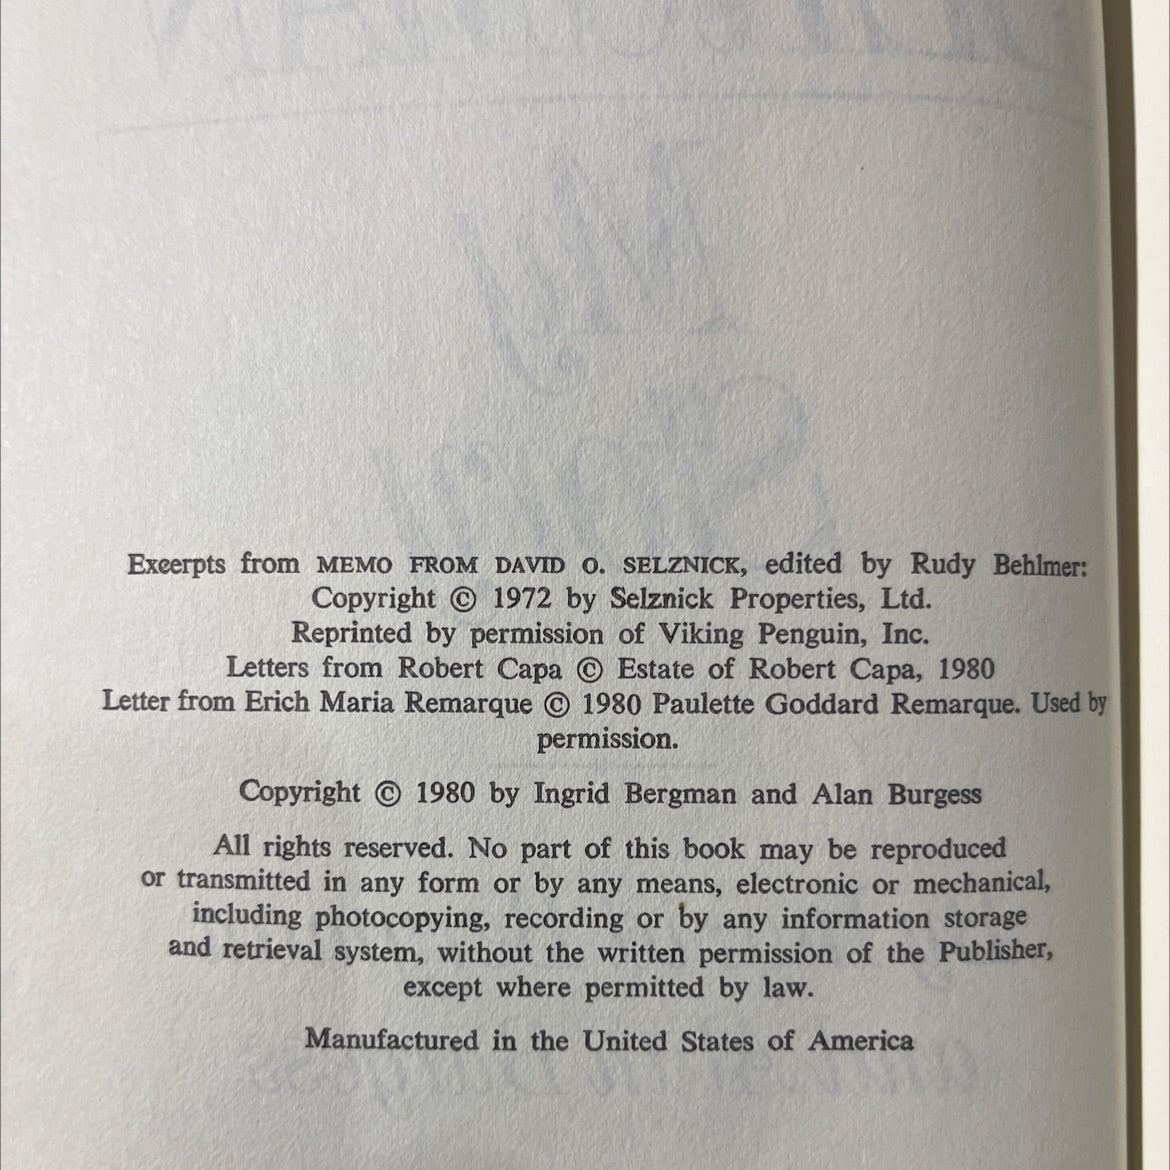 Excerpts from MEMO FROM DAVID O. SELZNICK, edited by Rudy Behlmer:
Copyright © 1972 by Selznick Properties, Ltd.
Reprinted by permission of Viking Penguin, Inc.
Letters from Robert Capa © Estate of Robert Capa, 1980
Letter from Erich Maria Remarque © 1980 Paulette Goddard Remarque. Used by
permission.
Copyright © 1980 by Ingrid Bergman and Alan Burgess
All rights reserved. No part of this book may be reproduced
or transmitted in any form or by any means, electronic or mechanical,
including photocopying, recording or by any information storage
and retrieval system, without the written permission of the Publisher,
except where permitted by law.
Manufactured in the United States of America